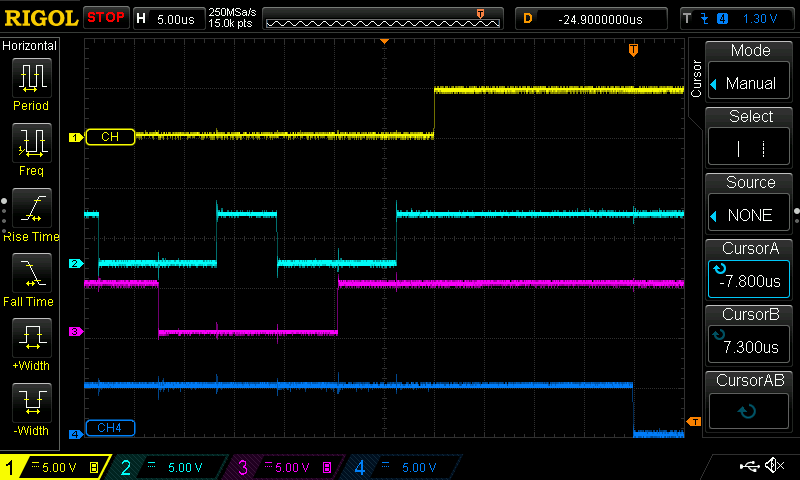 RIGOL STOP H 5.00us 250MSa/s 15.0k pts T D -24.9000000us T 4 1.30 V
Horizontal
Period
Freq
Rise Time
Fall Time
+Width
-Width
T
1 CH
2
3
4 CH4
T
Cursor
Mode
Manual
Select
Source
NONE
CursorA
-7.800us
CursorB
7.300us
CursorAB
1 5.00 V B 2 5.00 V 3 5.00 V B 4 5.00 V